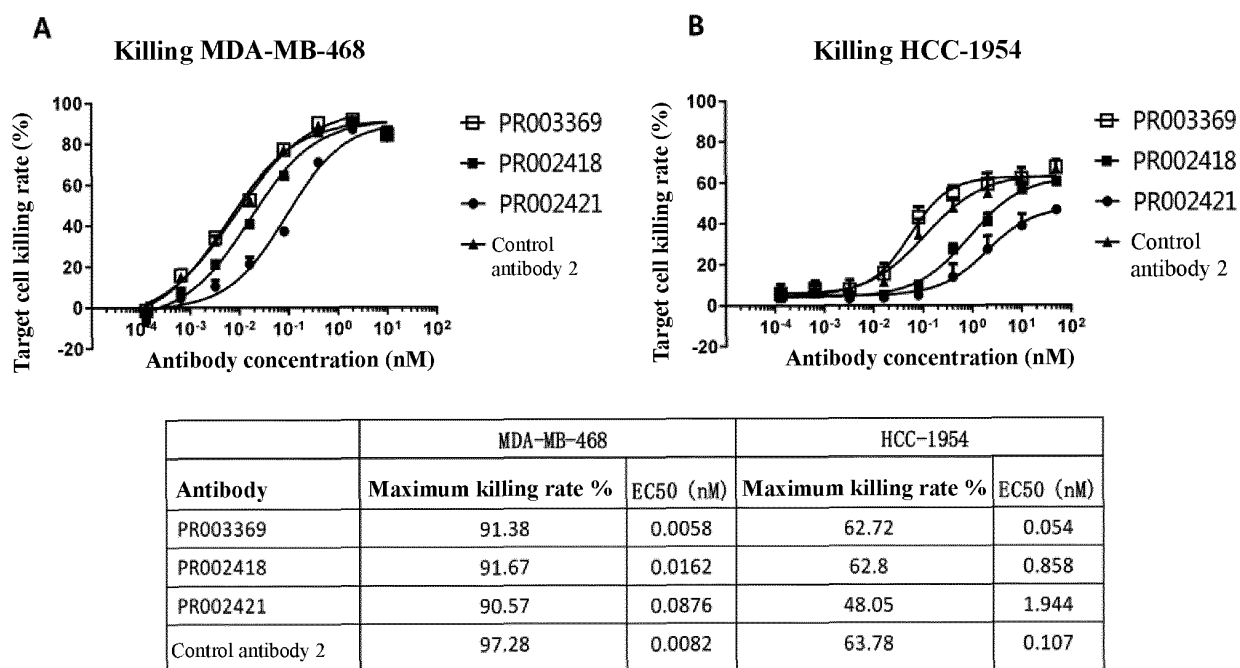 A
Killing MDA-MB-468
Target cell killing rate (%)
100
80
60
40
20
0
-20
10⁻⁴
10⁻³
10⁻²
10⁻¹
10⁰
10¹
10²
Antibody concentration (nM)
PR003369
PR002418
PR002421
Control
antibody 2
B
Killing HCC-1954
Target cell killing rate (%)
100
80
60
40
20
0
-20
10⁻⁴
10⁻³
10⁻²
10⁻¹
10⁰
10¹
10²
Antibody concentration (nM)
PR003369
PR002418
PR002421
Control
antibody 2
MDA-MB-468 HCC-1954
Antibody Maximum killing rate % EC50 (nM) Maximum killing rate % EC50 (nM)
PR003369 91.38 0.0058 62.72 0.054
PR002418 91.67 0.0162 62.8 0.858
PR002421 90.57 0.0876 48.05 1.944
Control antibody 2 97.28 0.0082 63.78 0.107